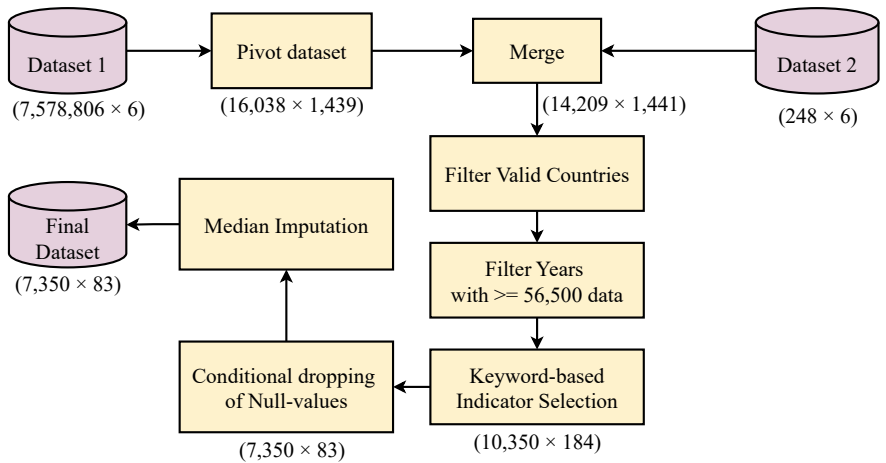 Dataset 1
(7,578,806 × 6)
Pivot dataset
(16,038 × 1,439)
Merge
(14,209 × 1,441)
Dataset 2
(248 × 6)
Filter Valid Countries
Filter Years
with >= 56,500 data
Keyword-based
Indicator Selection
(10,350 × 184)
Conditional dropping
of Null-values
(7,350 × 83)
Median Imputation
Final
Dataset
(7,350 × 83)